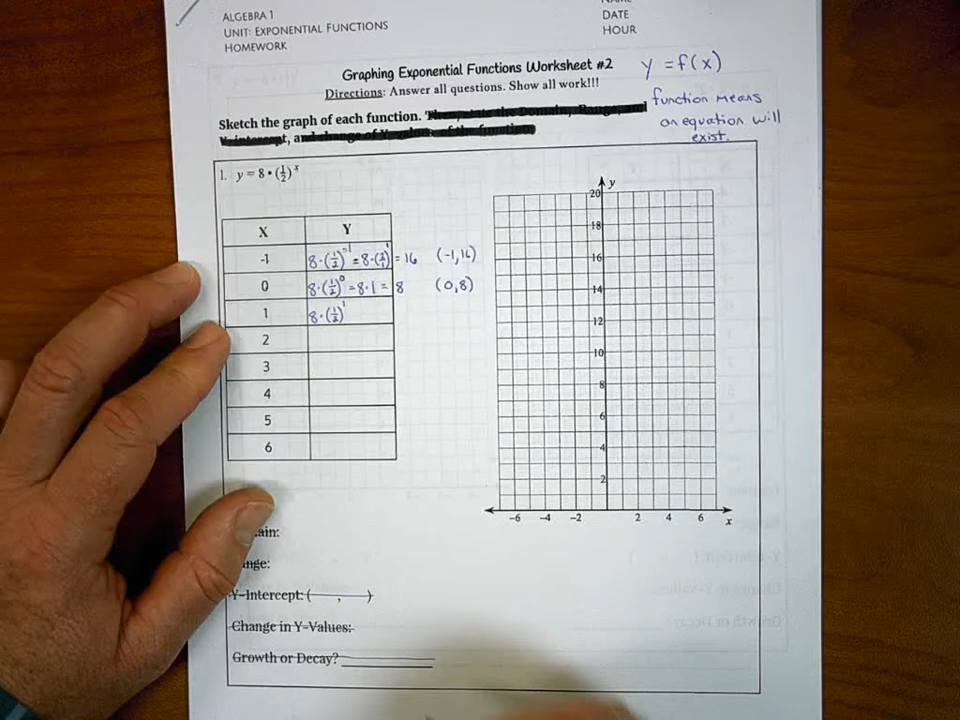 ALGEBRA 1
UNIT: EXPONENTIAL FUNCTIONS
HOMEWORK
DATE
HOUR
Graphing Exponential Functions Worksheet #2
Directions: Answer all questions. Show all work!!!
y = f(x)
function means
an equation will
exist.
Sketch the graph of each function.
1. y = 8 • (1/2)^x
X Y
-1 8·(1/2)^-1 = 8·(2/1)^1 = 16 (-1,16)
0 8·(1/2)^0 = 8·1 = 8 (0,8)
1 8·(1/2)^1
2
3
4
5
6
y
20
18
16
14
12
10
8
6
4
2
-6 -4 -2 2 4 6 x
Y-Intercept: ( , )
Change in Y-Values:
Growth or Decay?